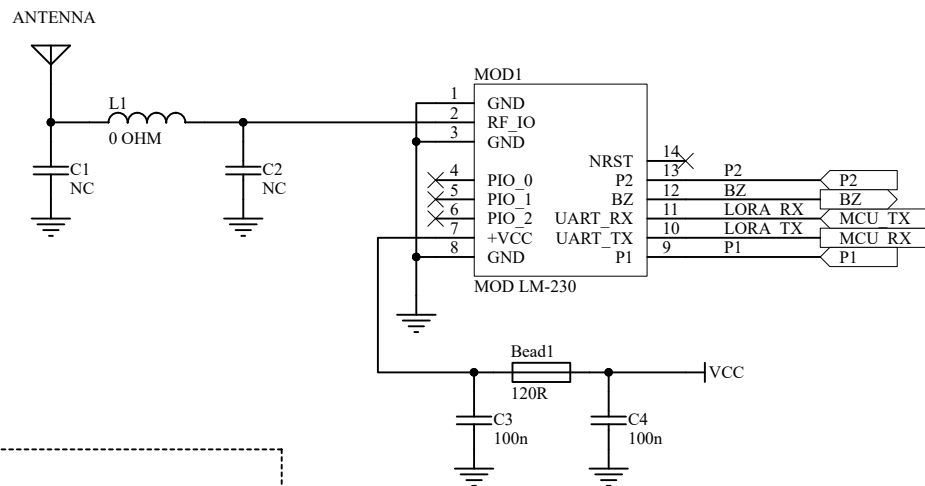 ANTENNA
L1
0 OHM
C1
NC
C2
NC
MOD1
1 GND
2 RF_IO
3 GND
4 PIO_0
5 PIO_1
6 PIO_2
7 +VCC
8 GND
NRST 14
P2 13 P2 P2
BZ 12 BZ BZ
UART_RX 11 LORA_RX MCU_TX
UART_TX 10 LORA_TX MCU_RX
P1 9 P1 P1
MOD LM-230
Bead1
120R
VCC
C3
100n
C4
100n